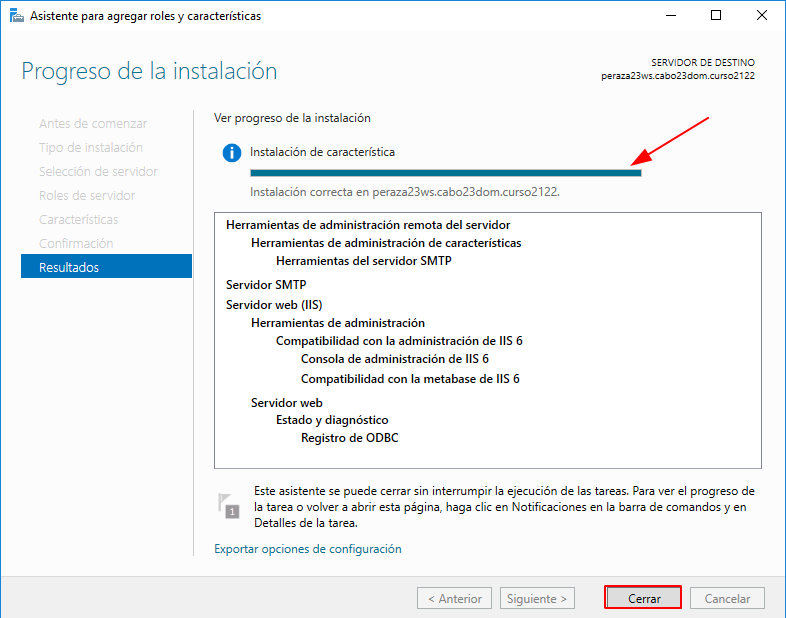 Asistente para agregar roles y características
Progreso de la instalación
SERVIDOR DE DESTINO
peraza23ws.cabo23dom.curso2122
Antes de comenzar
Tipo de instalación
Selección de servidor
Roles de servidor
Características
Confirmación
Resultados
Ver progreso de la instalación
Instalación de característica
Instalación correcta en peraza23ws.cabo23dom.curso2122.
Herramientas de administración remota del servidor
Herramientas de administración de características
Herramientas del servidor SMTP
Servidor SMTP
Servidor web (IIS)
Herramientas de administración
Compatibilidad con la administración de IIS 6
Consola de administración de IIS 6
Compatibilidad con la metabase de IIS 6
Servidor web
Estado y diagnóstico
Registro de ODBC
1
Este asistente se puede cerrar sin interrumpir la ejecución de las tareas. Para ver el progreso de
la tarea o volver a abrir esta página, haga clic en Notificaciones en la barra de comandos y en
Detalles de la tarea.
Exportar opciones de configuración
< Anterior
Siguiente >
Cerrar
Cancelar